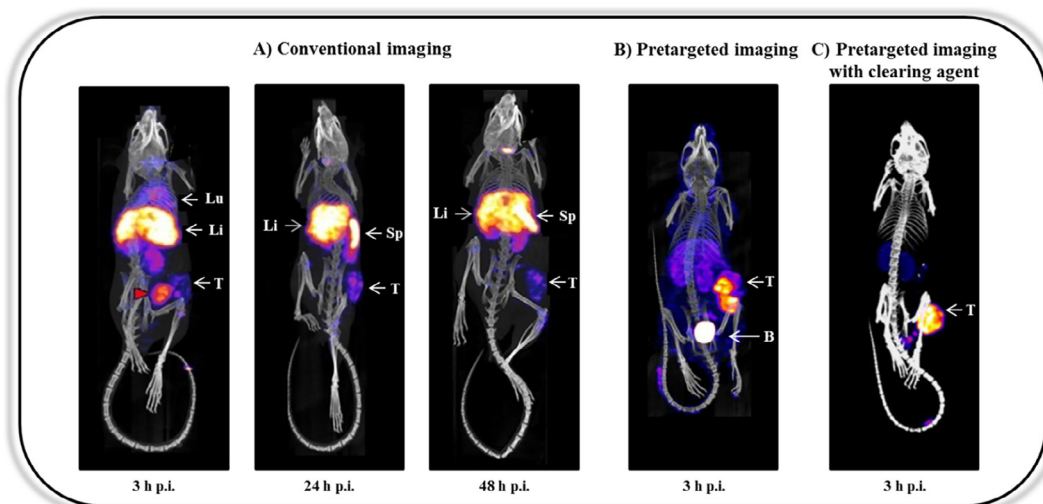 A) Conventional imaging
B) Pretargeted imaging
C) Pretargeted imaging
with clearing agent
Lu
Li
T
Li
Sp
T
Li
Sp
T
T
B
T
3 h p.i.
24 h p.i.
48 h p.i.
3 h p.i.
3 h p.i.